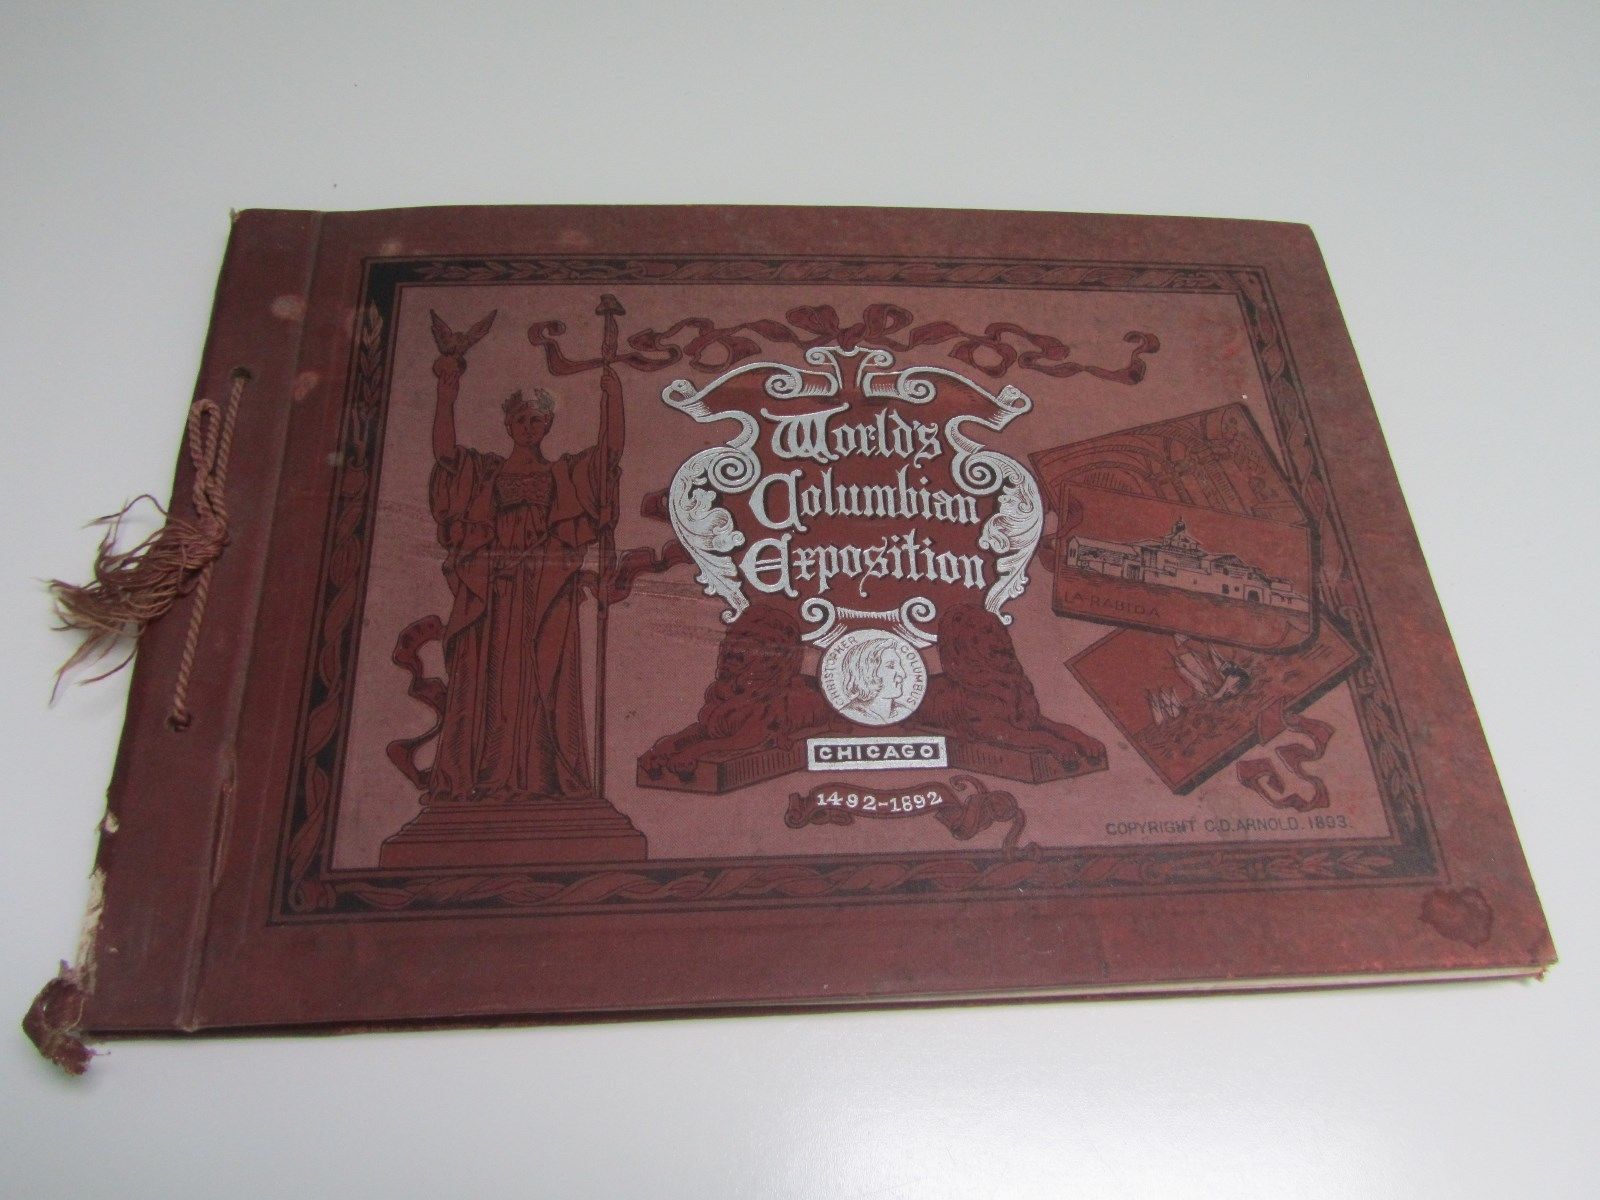 World's
Columbian
Exposition
CHRISTOPHER COLUMBUS
CHICAGO
1492-1892
LA RABIDA
COPYRIGHT C.D. ARNOLD. 1893.